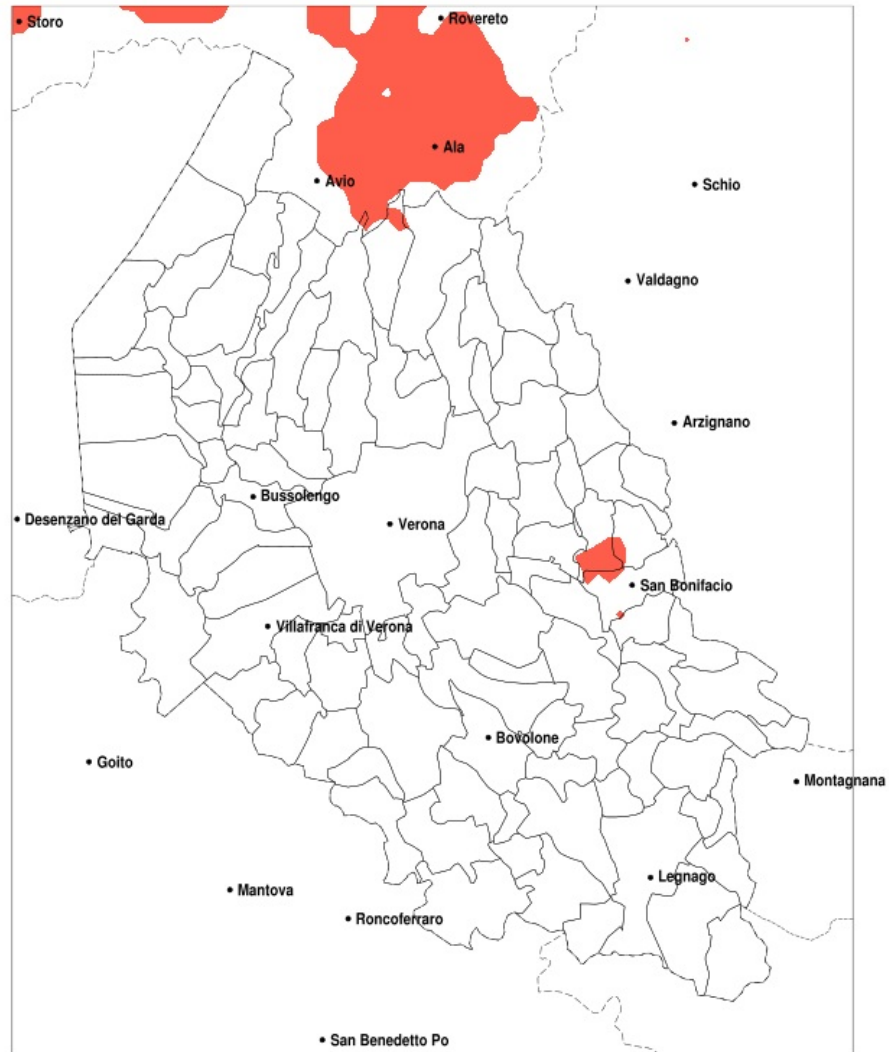 Storo
Rovereto
Ala
Avio
Schio
Valdagno
Arzignano
Bussolengo
Desenzano del Garda
Verona
San Bonifacio
Villafranca di Verona
Bovolone
Goito
Montagnana
Legnago
Mantova
Roncoferraro
San Benedetto Po